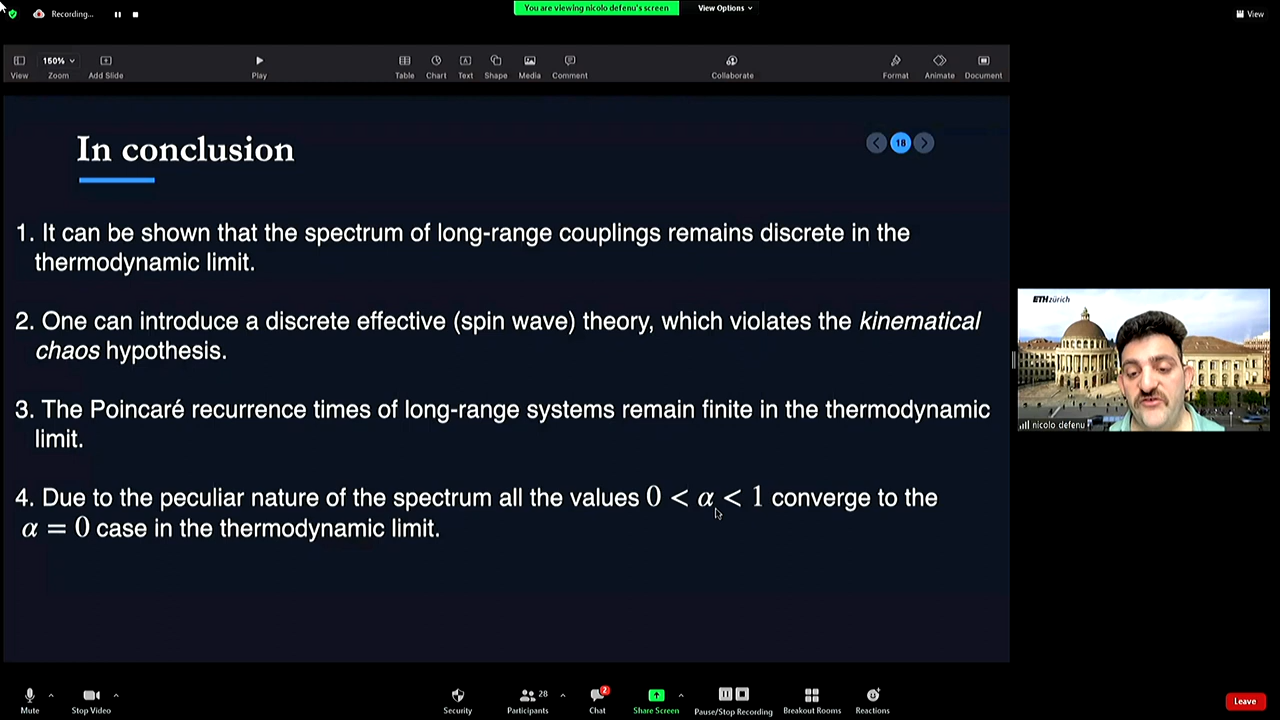 Recording...
You are viewing nicolo defenu's screen
View Options
View
View
150%
Zoom
Add Slide
Play
Table
Chart
Text
Shape
Media
Comment
Collaborate
Format
Animate
Document
In conclusion
18
1. It can be shown that the spectrum of long-range couplings remains discrete in the
thermodynamic limit.
2. One can introduce a discrete effective (spin wave) theory, which violates the kinematical
chaos hypothesis.
3. The Poincaré recurrence times of long-range systems remain finite in the thermodynamic
limit.
4. Due to the peculiar nature of the spectrum all the values 0 < α < 1 converge to the
α = 0 case in the thermodynamic limit.
ETH zürich
nicolo defenu
Mute
Stop Video
Security
Participants
28
Chat
2
Share Screen
Pause/Stop Recording
Breakout Rooms
Reactions
Leave